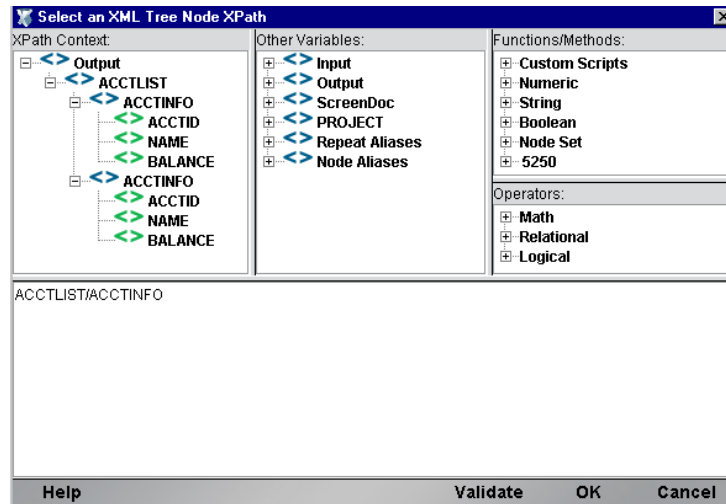 Select an XML Tree Node XPath
XPath Context:
Output
ACCTLIST
ACCTINFO
ACCTID
NAME
BALANCE
ACCTINFO
ACCTID
NAME
BALANCE
Other Variables:
Input
Output
ScreenDoc
PROJECT
Repeat Aliases
Node Aliases
Functions/Methods:
Custom Scripts
Numeric
String
Boolean
Node Set
5250
Operators:
Math
Relational
Logical
ACCTLIST/ACCTINFO
Help Validate OK Cancel